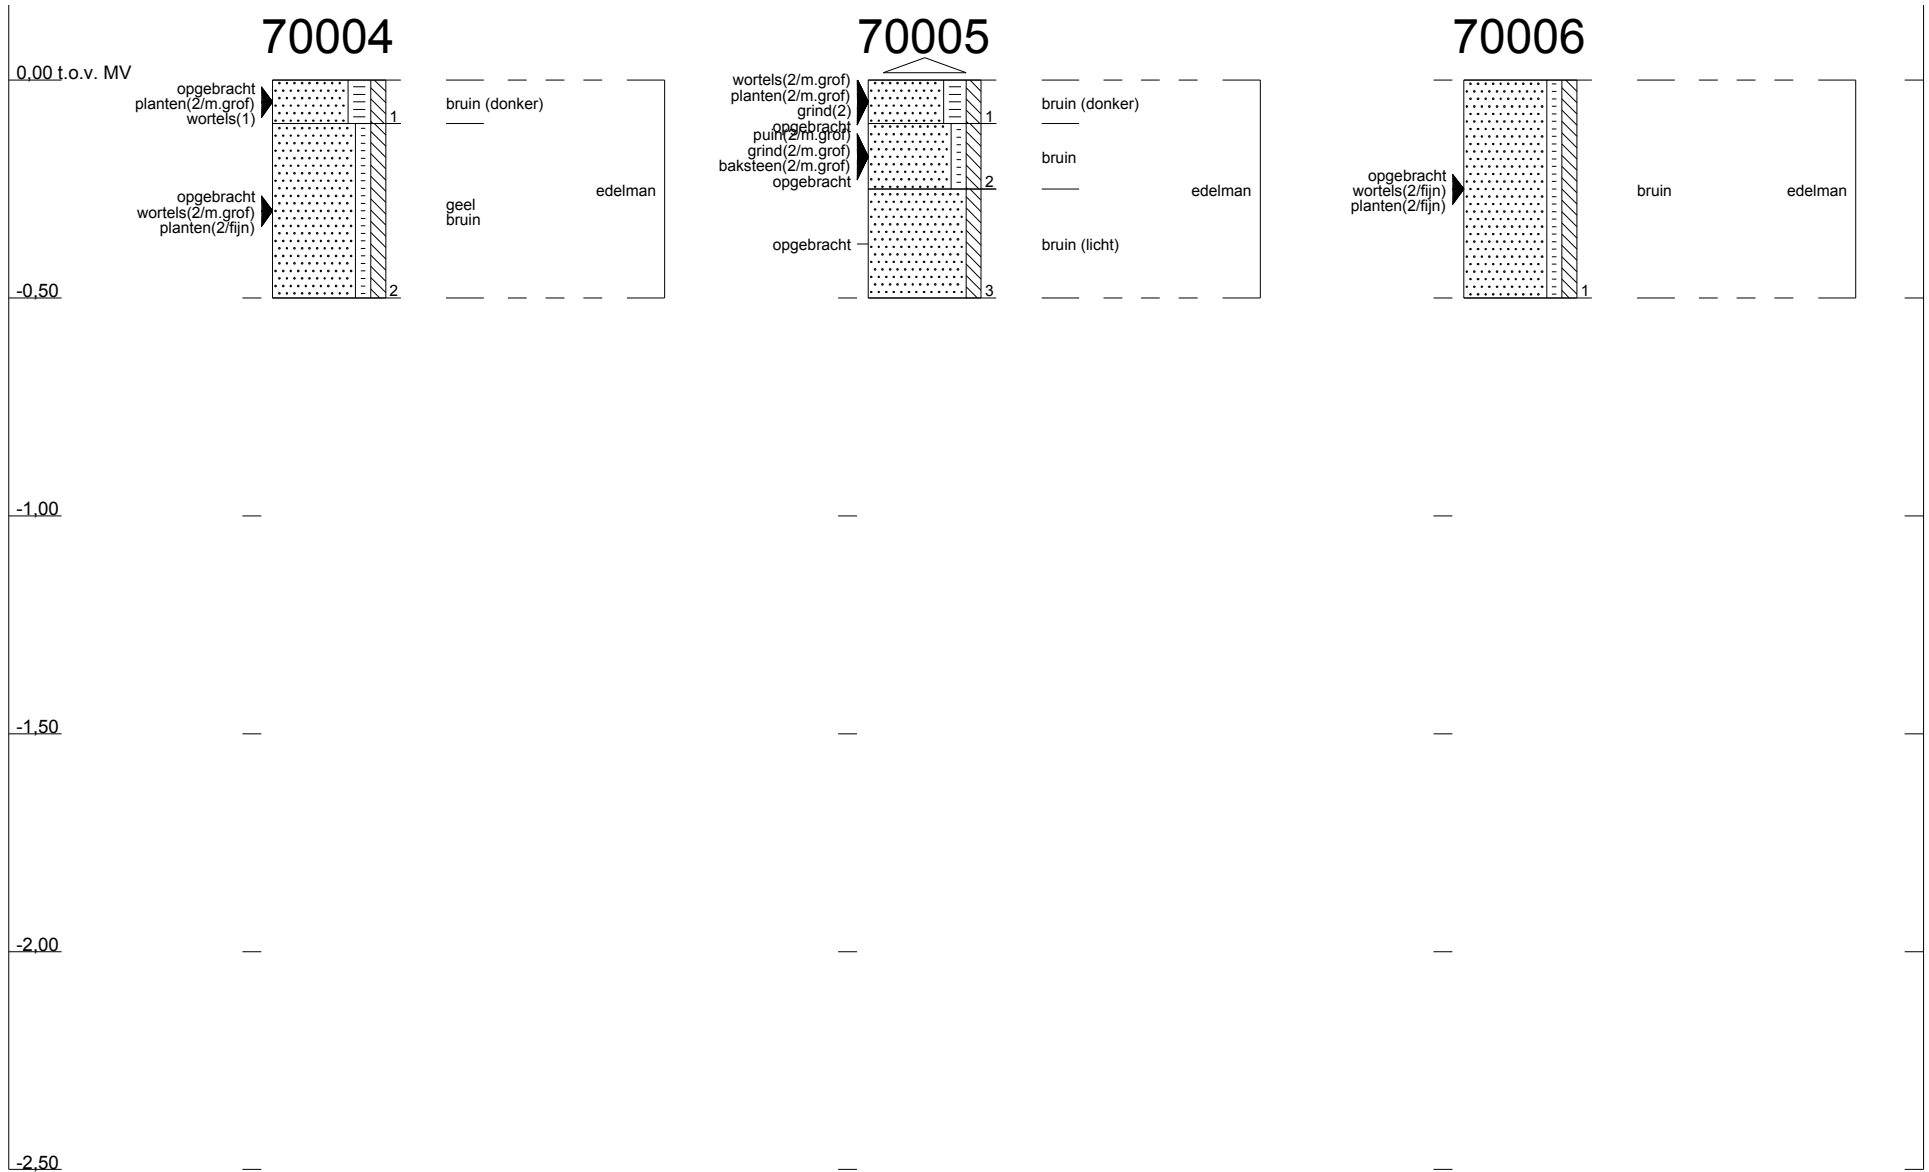 70004
70005
70006
0,00 t.o.v. MV
opgebracht
planten(2/m.grof)
wortels(1)
1
bruin (donker)
opgebracht
wortels(2/m.grof)
planten(2/fijn)
2
geel
bruin
edelman
wortels(2/m.grof)
planten(2/m.grof)
grind(2)
opgebracht
1
bruin (donker)
puin(2/m.grof)
grind(2/m.grof)
baksteen(2/m.grof)
opgebracht
2
bruin
edelman
opgebracht
3
bruin (licht)
opgebracht
wortels(2/fijn)
planten(2/fijn)
1
bruin
edelman
-0,50
-1,00
-1,50
-2,00
-2,50